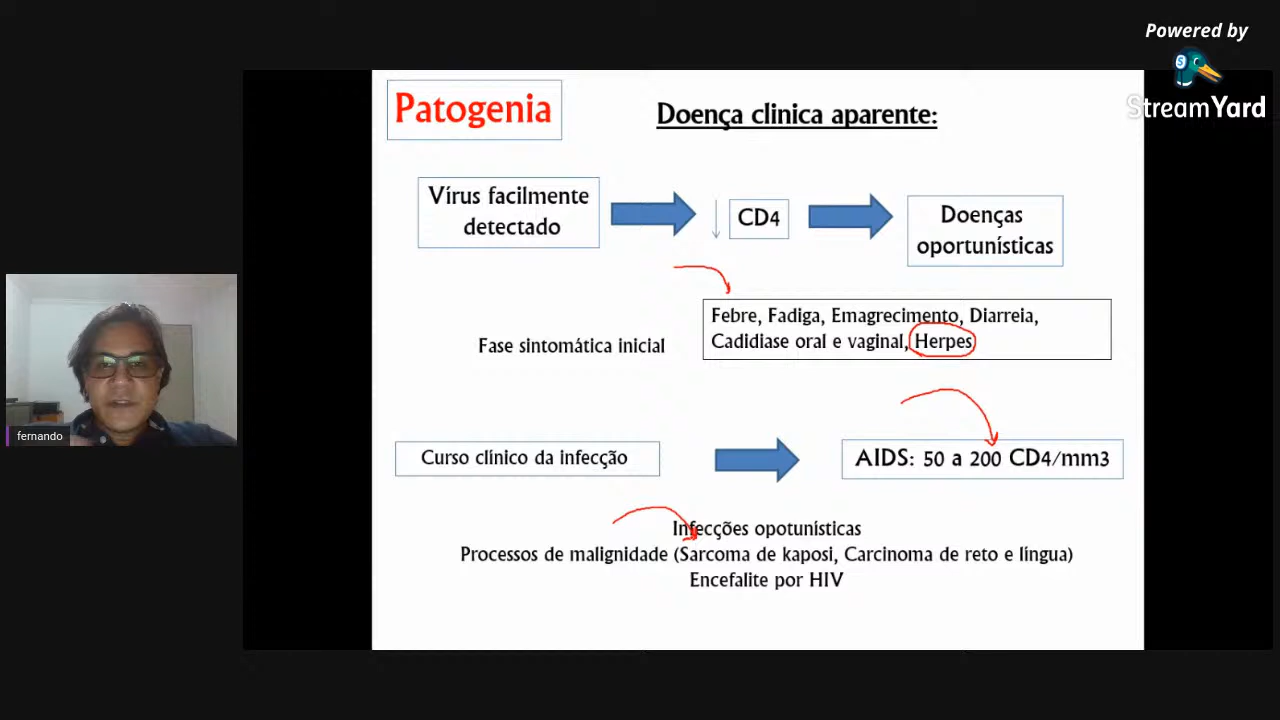 Powered by
StreamYard
Patogenia
Doença clinica aparente:
Vírus facilmente
detectado
CD4
Doenças
oportunísticas
Febre, Fadiga, Emagrecimento, Diarreia,
Cadidiase oral e vaginal, Herpes
Fase sintomática inicial
fernando
Curso clínico da infecção
AIDS: 50 a 200 CD4/mm3
Infecções opotunísticas
Processos de malignidade (Sarcoma de kaposi, Carcinoma de reto e língua)
Encefalite por HIV